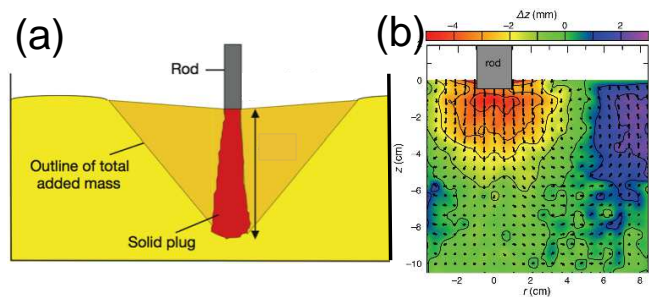 (a)
Rod
Outline of total
added mass
Solid plug
(b)
Δz (mm)
-4 -2 0 2
rod
0
-2
-4
-6
-8
-10
z (cm)
-2 0 2 4 6 8
r (cm)